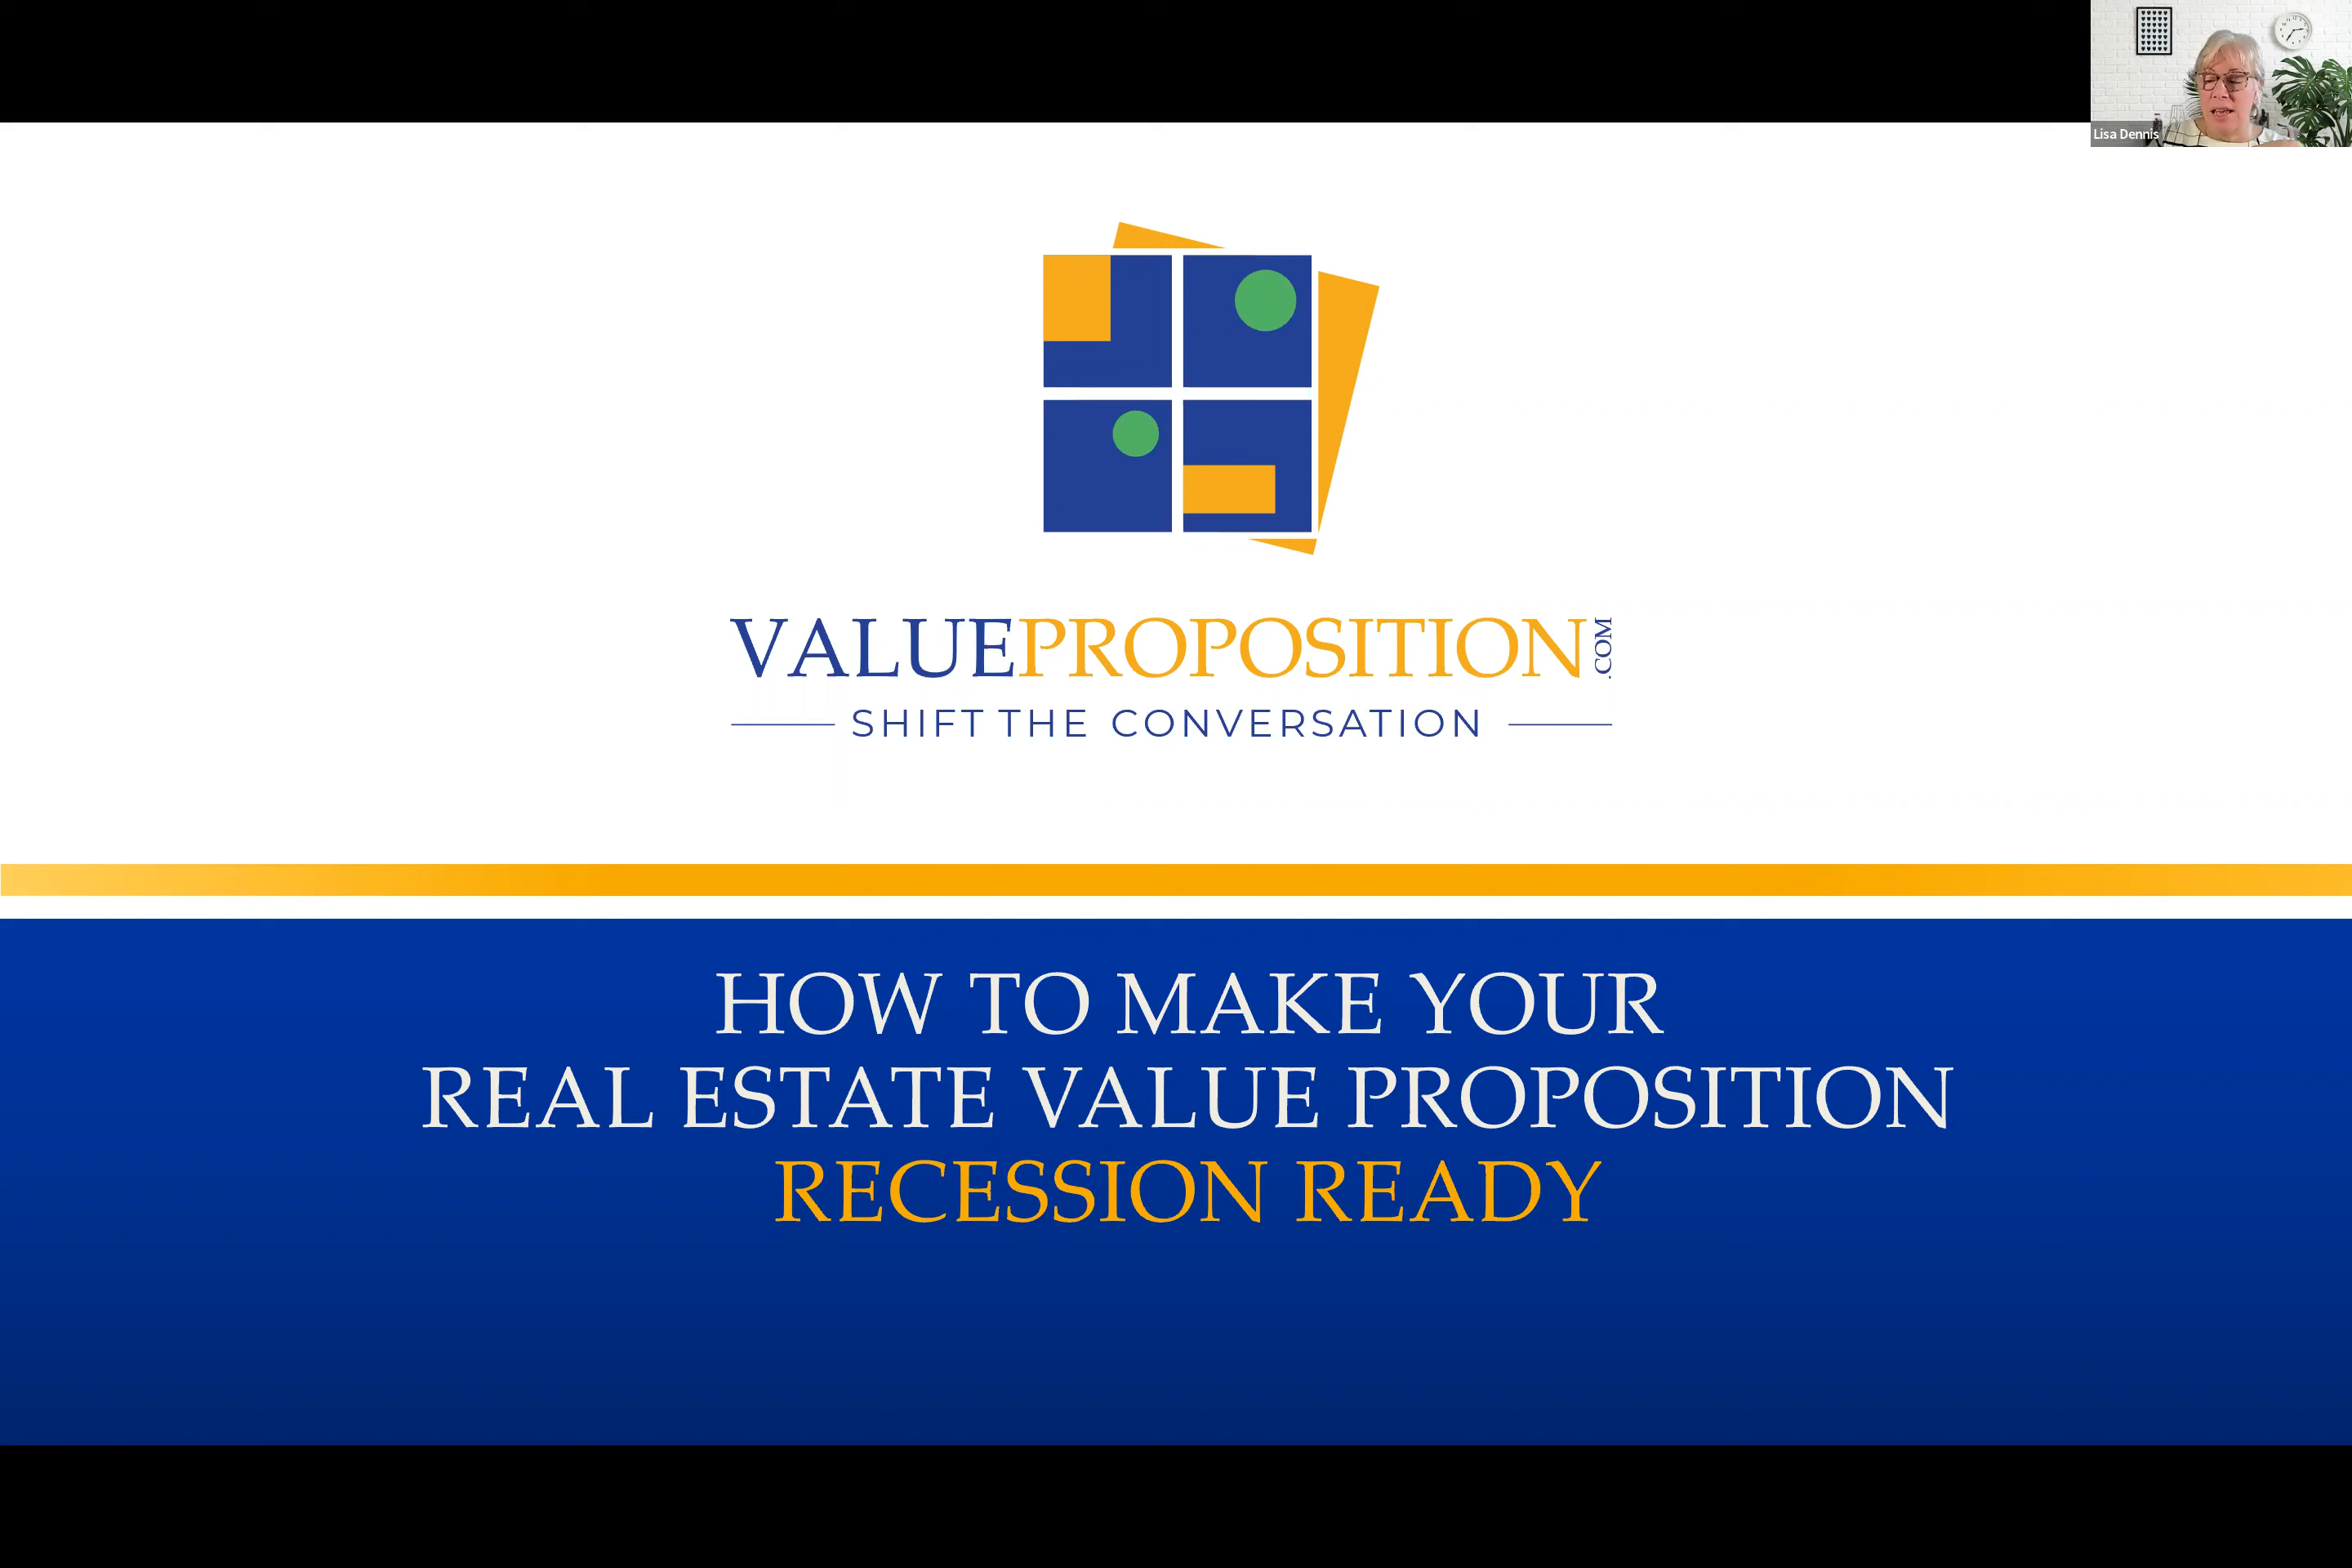 Lisa Dennis
VALUEPROPOSITION.COM
SHIFT THE CONVERSATION
HOW TO MAKE YOUR
REAL ESTATE VALUE PROPOSITION
RECESSION READY